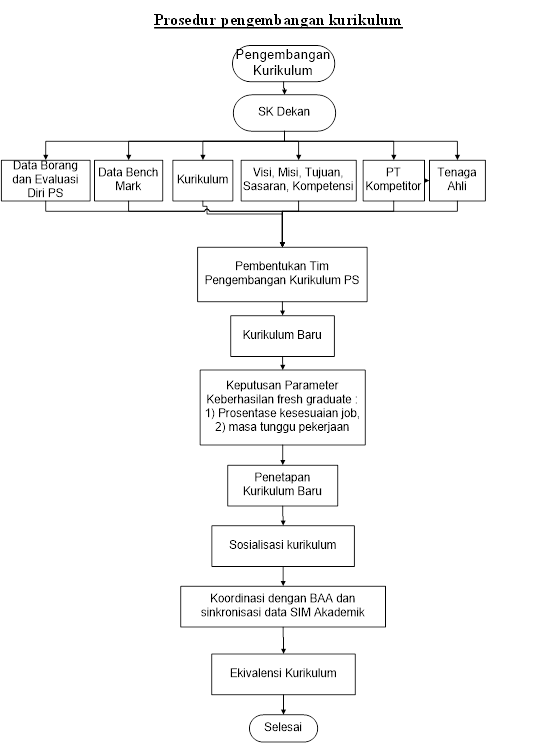 Prosedur pengembangan kurikulum
Pengembangan
Kurikulum
SK Dekan
Data Borang
dan Evaluasi
Diri PS
Data Bench
Mark
Kurikulum
Visi, Misi, Tujuan,
Sasaran, Kompetensi
PT
Kompetitor
Tenaga
Ahli
Pembentukan Tim
Pengembangan Kurikulum PS
Kurikulum Baru
Keputusan Parameter
Keberhasilan fresh graduate :
1) Prosentase kesesuaian job,
2) masa tunggu pekerjaan
Penetapan
Kurikulum Baru
Sosialisasi kurikulum
Koordinasi dengan BAA dan
sinkronisasi data SIM Akademik
Ekivalensi Kurikulum
Selesai